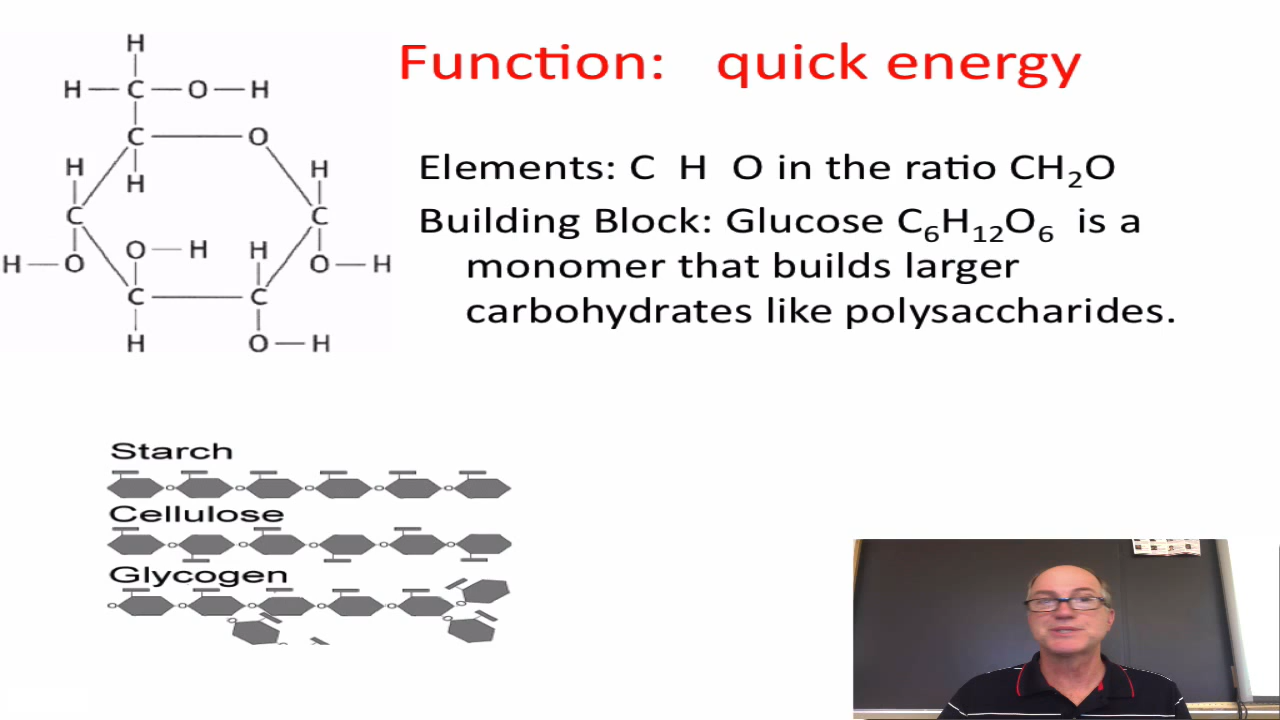 H
H—C—O—H
C—O
H H H
C C
O—H H
H—O O—H
C—C
H O—H
Function: quick energy
Elements: C H O in the ratio CH₂O
Building Block: Glucose C₆H₁₂O₆ is a
monomer that builds larger
carbohydrates like polysaccharides.
Starch
Cellulose
Glycogen